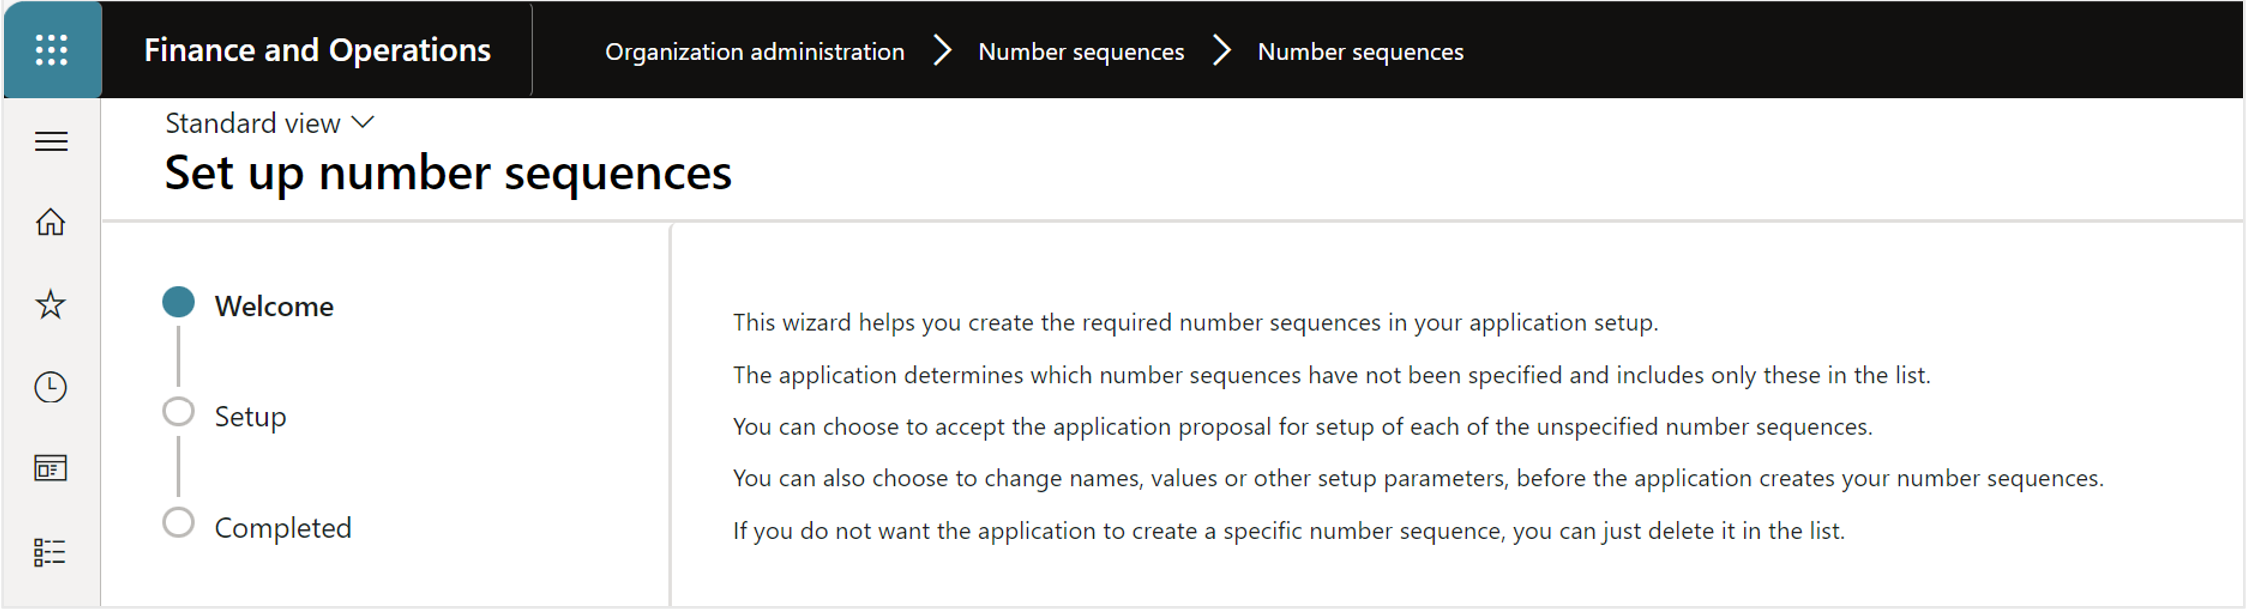 Finance and Operations
Organization administration > Number sequences > Number sequences
Standard view
Set up number sequences
Welcome
Setup
Completed
This wizard helps you create the required number sequences in your application setup.
The application determines which number sequences have not been specified and includes only these in the list.
You can choose to accept the application proposal for setup of each of the unspecified number sequences.
You can also choose to change names, values or other setup parameters, before the application creates your number sequences.
If you do not want the application to create a specific number sequence, you can just delete it in the list.